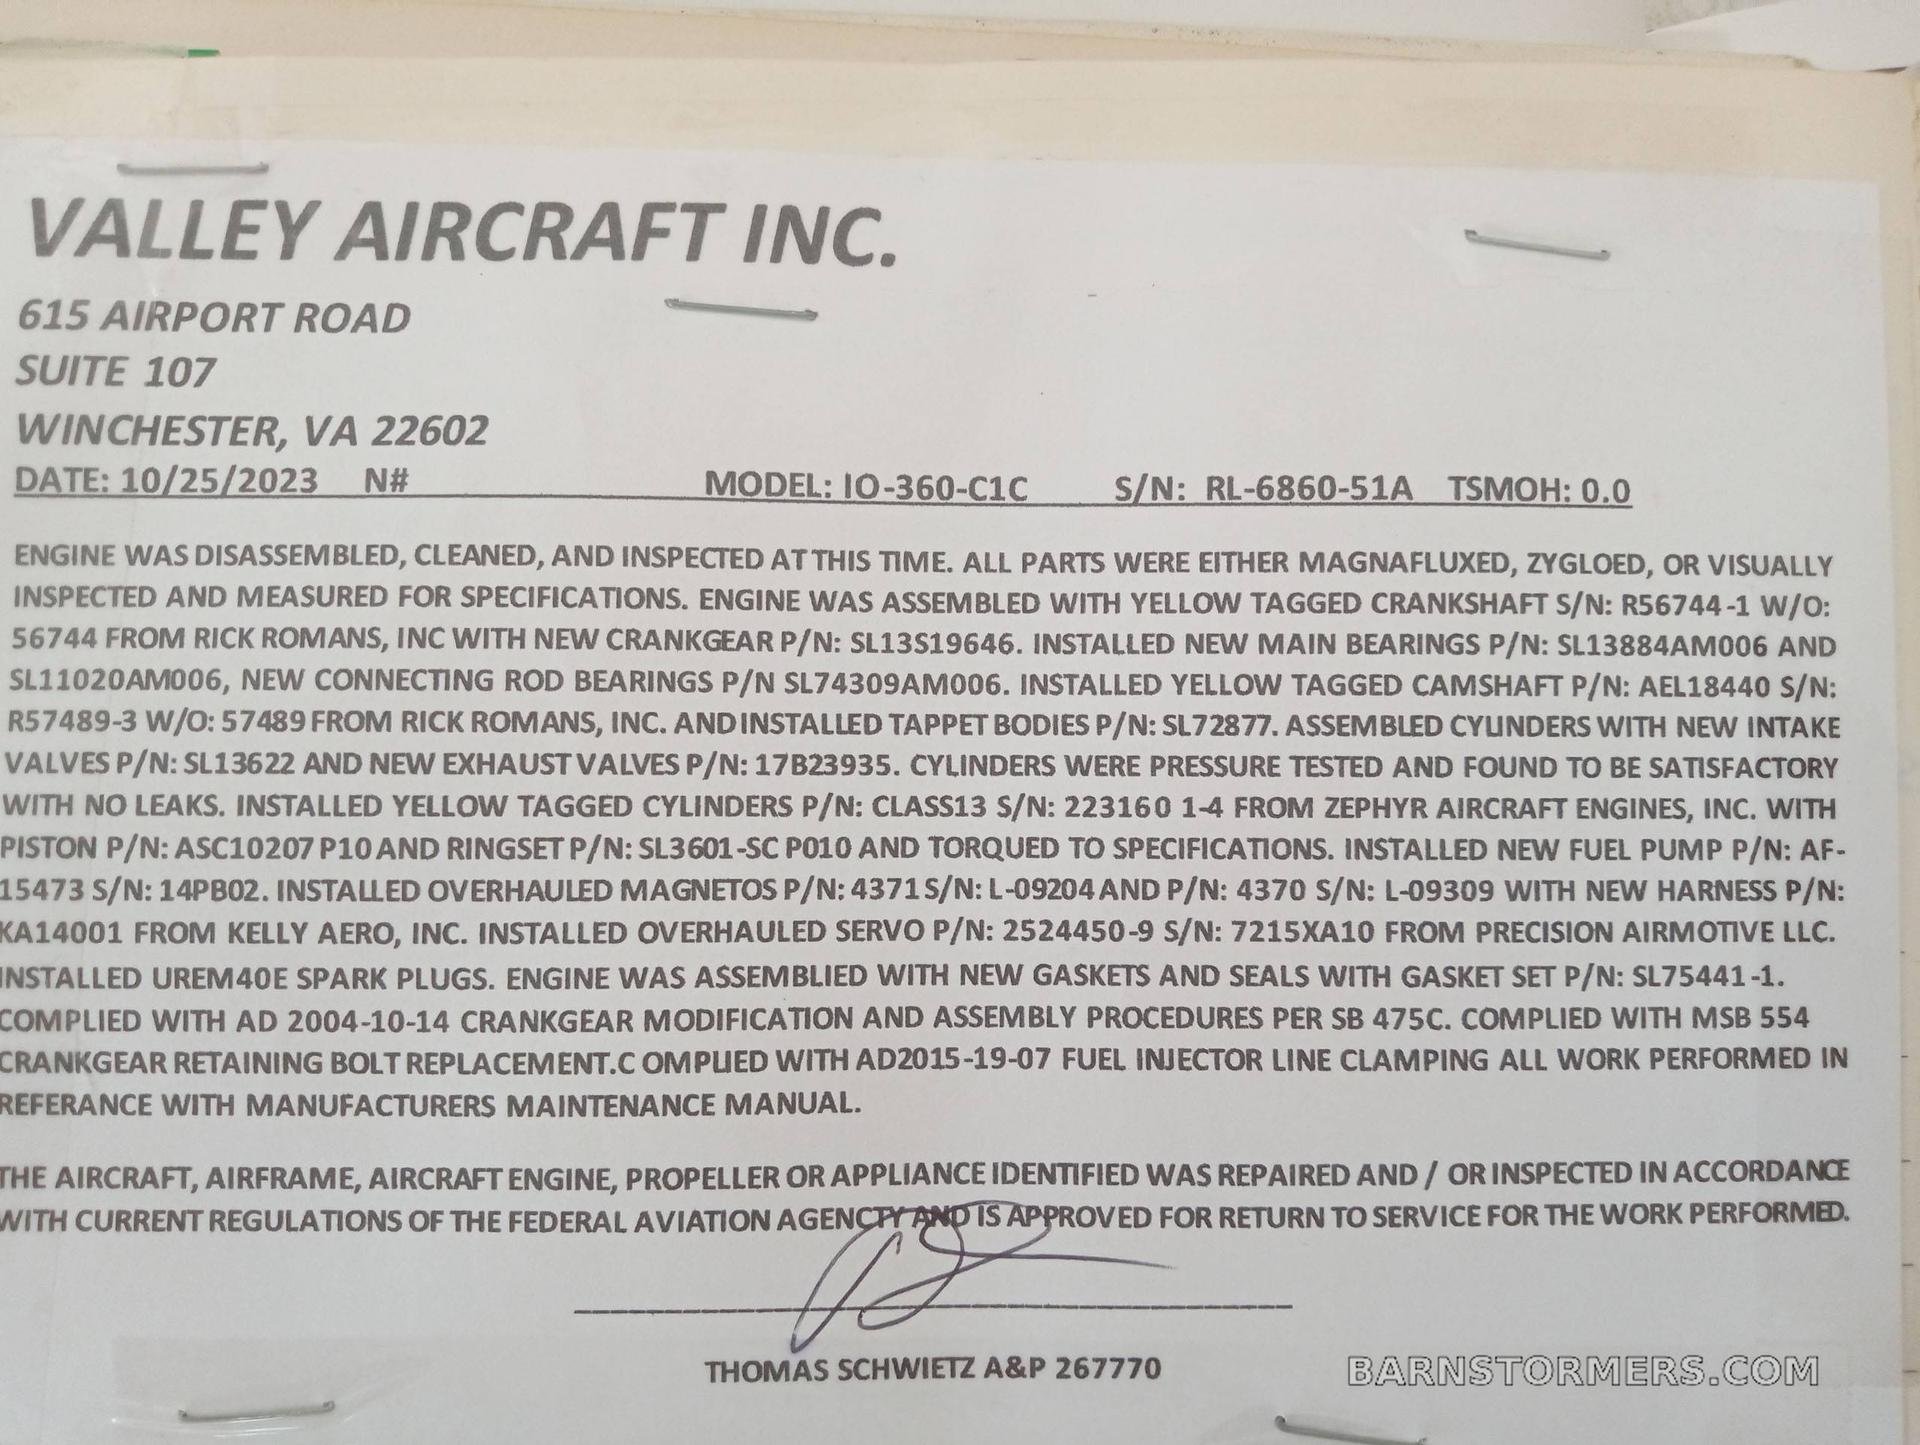 VALLEY AIRCRAFT INC.
615 AIRPORT ROAD
SUITE 107
WINCHESTER, VA 22602
DATE: 10/25/2023 N# MODEL: IO-360-C1C S/N: RL-6860-51A TSMOH: 0.0
ENGINE WAS DISASSEMBLED, CLEANED, AND INSPECTED AT THIS TIME. ALL PARTS WERE EITHER MAGNAFLUXED, ZYGLOED, OR VISUALLY
INSPECTED AND MEASURED FOR SPECIFICATIONS. ENGINE WAS ASSEMBLED WITH YELLOW TAGGED CRANKSHAFT S/N: R56744-1 W/O:
56744 FROM RICK ROMANS, INC WITH NEW CRANKGEAR P/N: SL13S19646. INSTALLED NEW MAIN BEARINGS P/N: SL13884AM006 AND
SL11020AM006, NEW CONNECTING ROD BEARINGS P/N SL74309AM006. INSTALLED YELLOW TAGGED CAMSHAFT P/N: AEL18440 S/N:
R57489-3 W/O: 57489 FROM RICK ROMANS, INC. AND INSTALLED TAPPET BODIES P/N: SL72877. ASSEMBLED CYLINDERS WITH NEW INTAKE
VALVES P/N: SL13622 AND NEW EXHAUST VALVES P/N: 17B23935. CYLINDERS WERE PRESSURE TESTED AND FOUND TO BE SATISFACTORY
WITH NO LEAKS. INSTALLED YELLOW TAGGED CYLINDERS P/N: CLASS13 S/N: 223160 1-4 FROM ZEPHYR AIRCRAFT ENGINES, INC. WITH
PISTON P/N: ASC10207 P10 AND RINGSET P/N: SL3601-SC P010 AND TORQUED TO SPECIFICATIONS. INSTALLED NEW FUEL PUMP P/N: AF-
15473 S/N: 14PB02. INSTALLED OVERHAULED MAGNETOS P/N: 4371 S/N: L-09204 AND P/N: 4370 S/N: L-09309 WITH NEW HARNESS P/N:
KA14001 FROM KELLY AERO, INC. INSTALLED OVERHAULED SERVO P/N: 2524450-9 S/N: 7215XA10 FROM PRECISION AIRMOTIVE LLC.
INSTALLED UREM40E SPARK PLUGS. ENGINE WAS ASSEMBLIED WITH NEW GASKETS AND SEALS WITH GASKET SET P/N: SL75441-1.
COMPLIED WITH AD 2004-10-14 CRANKGEAR MODIFICATION AND ASSEMBLY PROCEDURES PER SB 475C. COMPLIED WITH MSB 554
CRANKGEAR RETAINING BOLT REPLACEMENT.C OMPLIED WITH AD2015-19-07 FUEL INJECTOR LINE CLAMPING ALL WORK PERFORMED IN
REFERANCE WITH MANUFACTURERS MAINTENANCE MANUAL.
THE AIRCRAFT, AIRFRAME, AIRCRAFT ENGINE, PROPELLER OR APPLIANCE IDENTIFIED WAS REPAIRED AND / OR INSPECTED IN ACCORDANCE
WITH CURRENT REGULATIONS OF THE FEDERAL AVIATION AGENCTY AND IS APPROVED FOR RETURN TO SERVICE FOR THE WORK PERFORMED.
THOMAS SCHWIETZ A&P 267770
BARNSTORMERS.COM